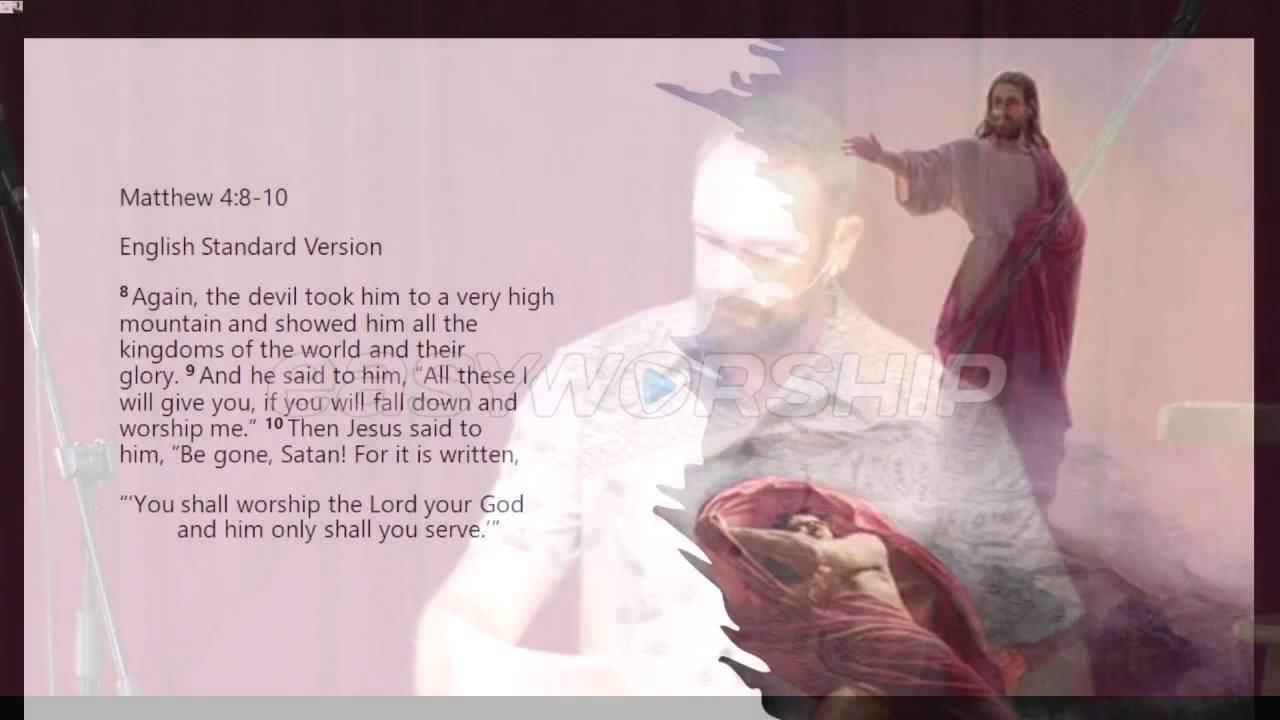 Matthew 4:8-10
English Standard Version
8 Again, the devil took him to a very high
mountain and showed him all the
kingdoms of the world and their
glory. 9 And he said to him, “All these I
will give you, if you will fall down and
worship me.” 10 Then Jesus said to
him, “Be gone, Satan! For it is written,
“‘You shall worship the Lord your God
and him only shall you serve.’”
easyworship